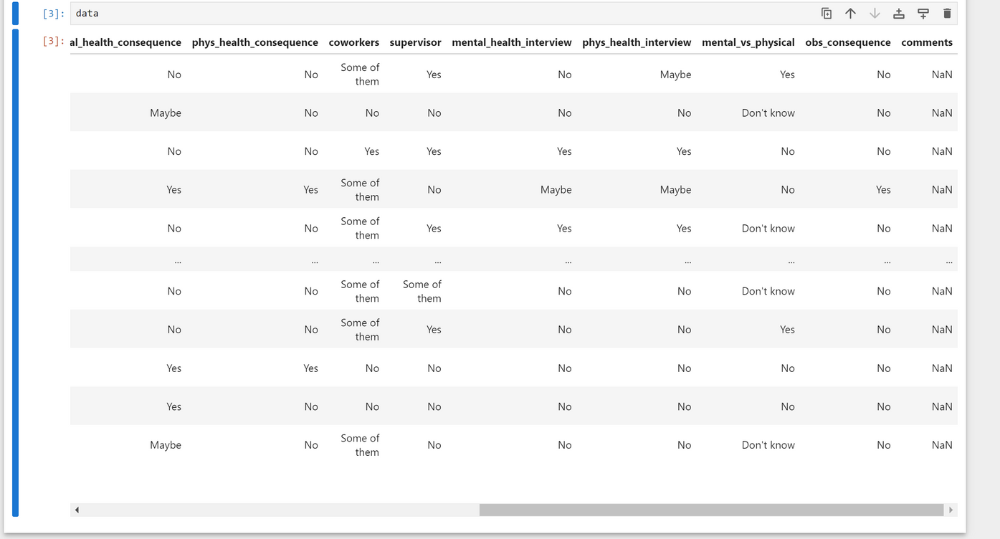 [3]: data
[3]: al_health_consequence phys_health_consequence coworkers supervisor mental_health_interview phys_health_interview mental_vs_physical obs_consequence comments
No No Some of them Yes No Maybe Yes No NaN
Maybe No No No No No Don't know No NaN
No No Yes Yes Yes Yes No No NaN
Yes Yes Some of them No Maybe Maybe No Yes NaN
No No Some of them Yes Yes Yes Don't know No NaN
... ... ... ... ... ... ... ... ...
No No Some of them Some of them No No Don't know No NaN
No No Some of them Yes No No Yes No NaN
Yes Yes No No No No No No NaN
Yes No No No No No No No NaN
Maybe No Some of them No No No Don't know No NaN